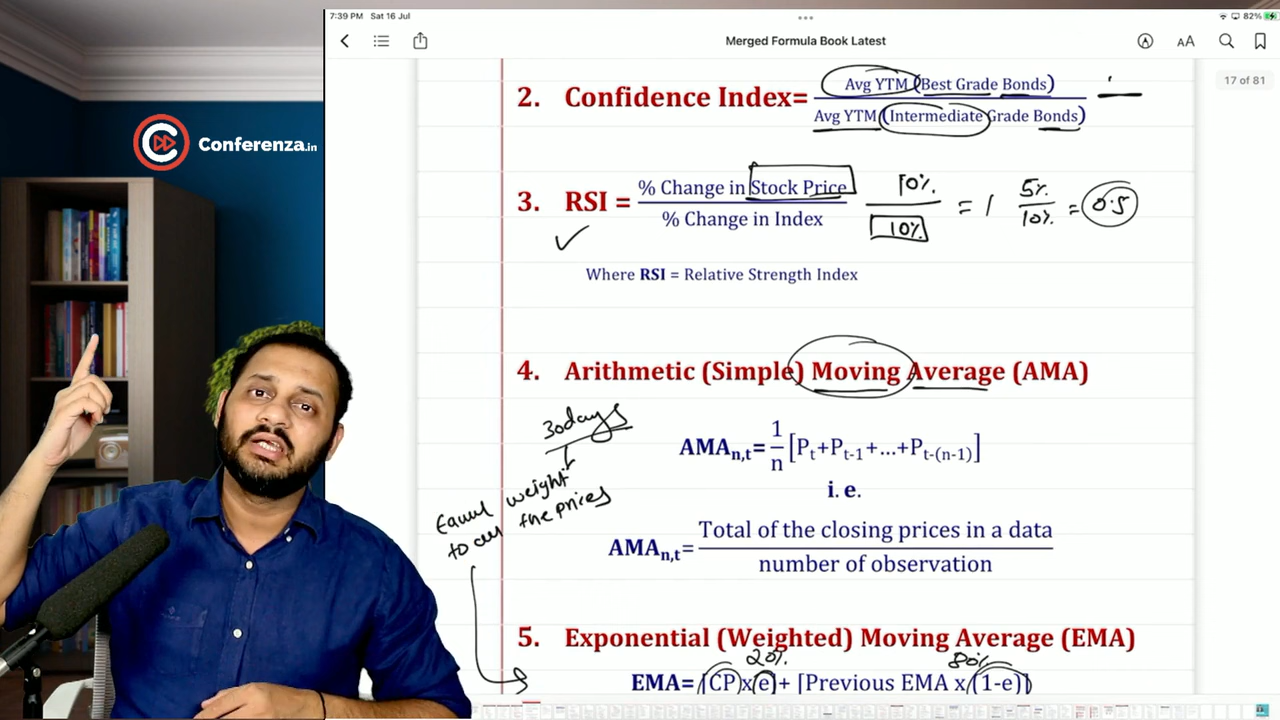 7:39 PM Sat 16 Jul
82%
Merged Formula Book Latest
AA
17 of 81
Conferenza.in
2. Confidence Index= Avg YTM (Best Grade Bonds)
Avg YTM (Intermediate Grade Bonds)
3. RSI = % Change in Stock Price
% Change in Index
10%
10%
= 1
5%
10%
= 0.5
Where RSI = Relative Strength Index
4. Arithmetic (Simple) Moving Average (AMA)
30days
AMAn,t= 1/n [Pt+Pt-1+...+Pt-(n-1)]
i. e.
Equal weight
to all the prices
AMAn,t= Total of the closing prices in a data
number of observation
5. Exponential (Weighted) Moving Average (EMA)
20% 80%
EMA= [CP x e] + [Previous EMA x (1-e)]